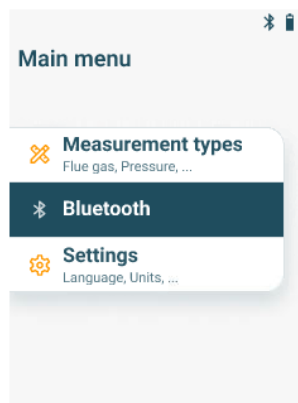 Main menu
Measurement types
Flue gas, Pressure, ...
Bluetooth
Settings
Language, Units, ...